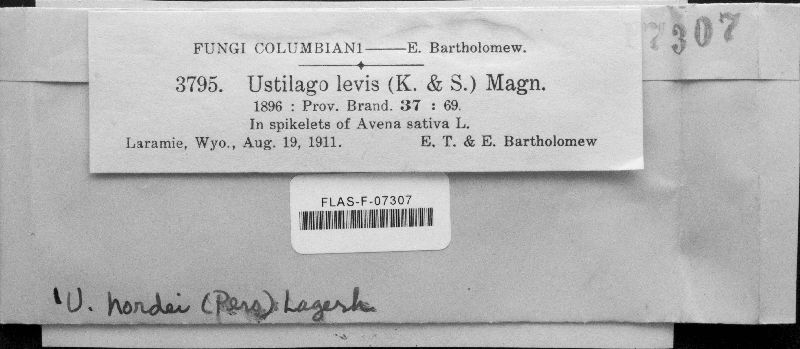 F7307
FUNGI COLUMBIANI—E. Bartholomew.
3795. Ustilago levis (K. & S.) Magn.
1896 : Prov. Brand. 37 : 69.
In spikelets of Avena sativa L.
Laramie, Wyo., Aug. 19, 1911. E. T. & E. Bartholomew
FLAS-F-07307
U. hordei (Pers) Lagerh.